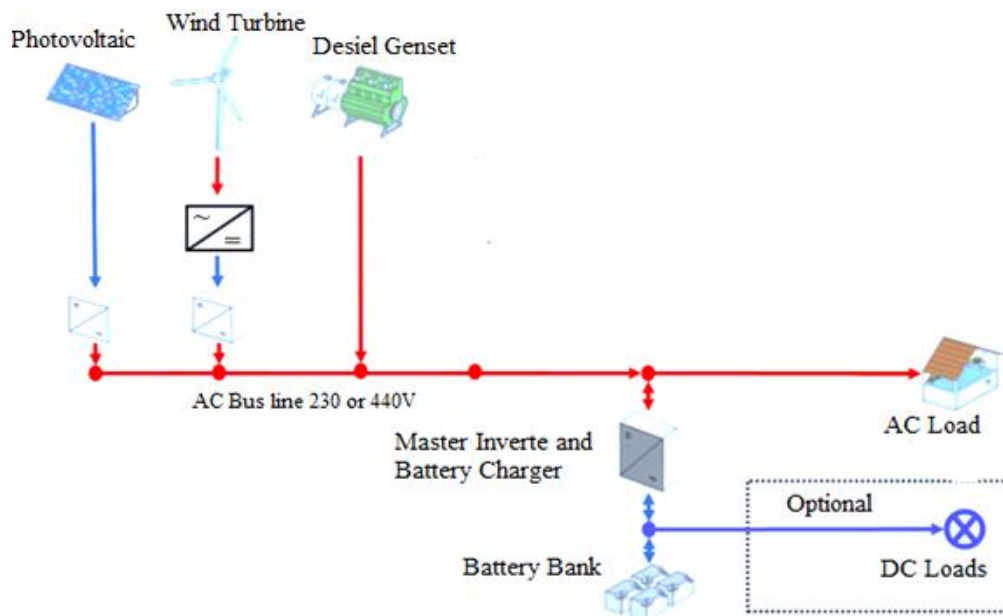 Wind Turbine
Photovoltaic
Desiel Genset
AC Bus line 230 or 440V
AC Load
Master Inverte and
Battery Charger
Optional
Battery Bank
DC Loads